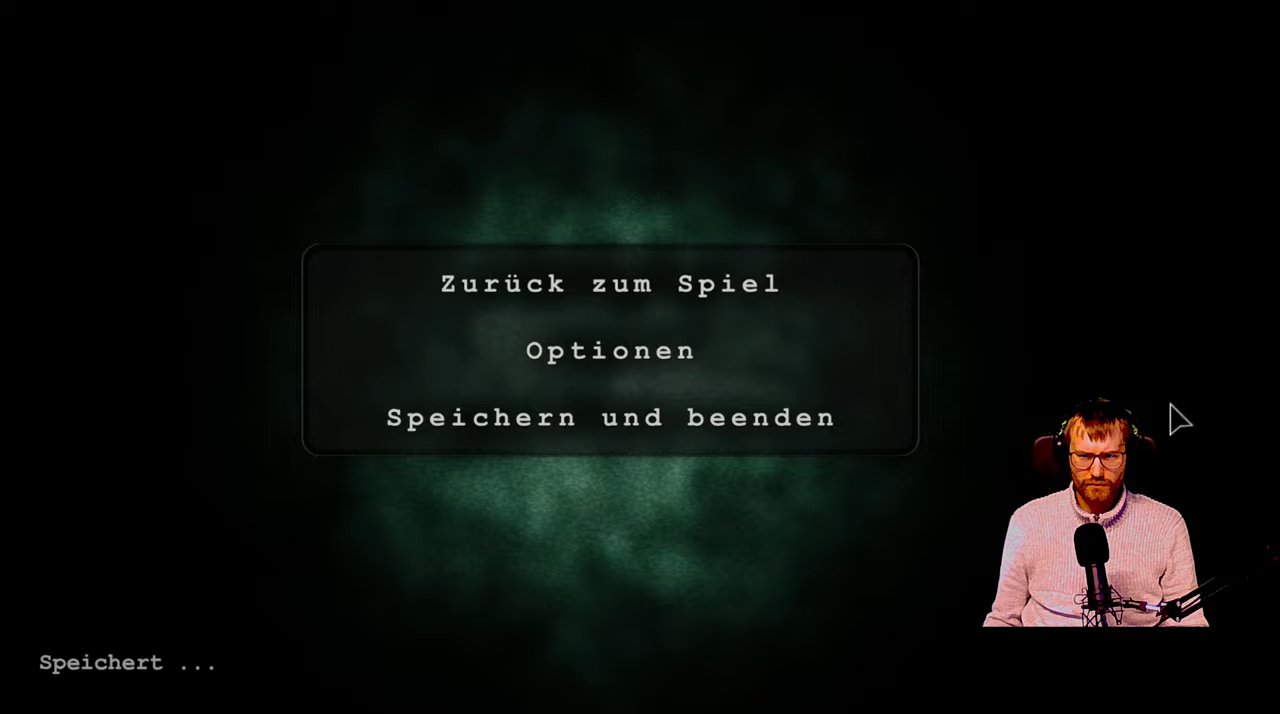 Zurück zum Spiel
Optionen
Speichern und beenden
Speichert ...